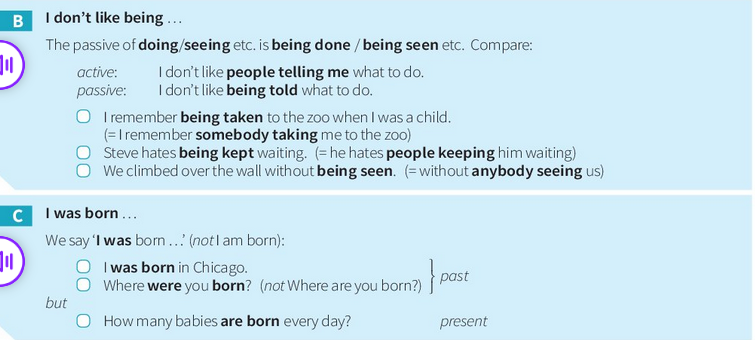 B I don’t like being …
The passive of doing/seeing etc. is being done / being seen etc. Compare:
active: I don’t like people telling me what to do.
passive: I don’t like being told what to do.
I remember being taken to the zoo when I was a child.
(= I remember somebody taking me to the zoo)
Steve hates being kept waiting. (= he hates people keeping him waiting)
We climbed over the wall without being seen. (= without anybody seeing us)
C I was born …
We say ‘I was born …’ (not I am born):
I was born in Chicago.
Where were you born? (not Where are you born?) past
but
How many babies are born every day? present